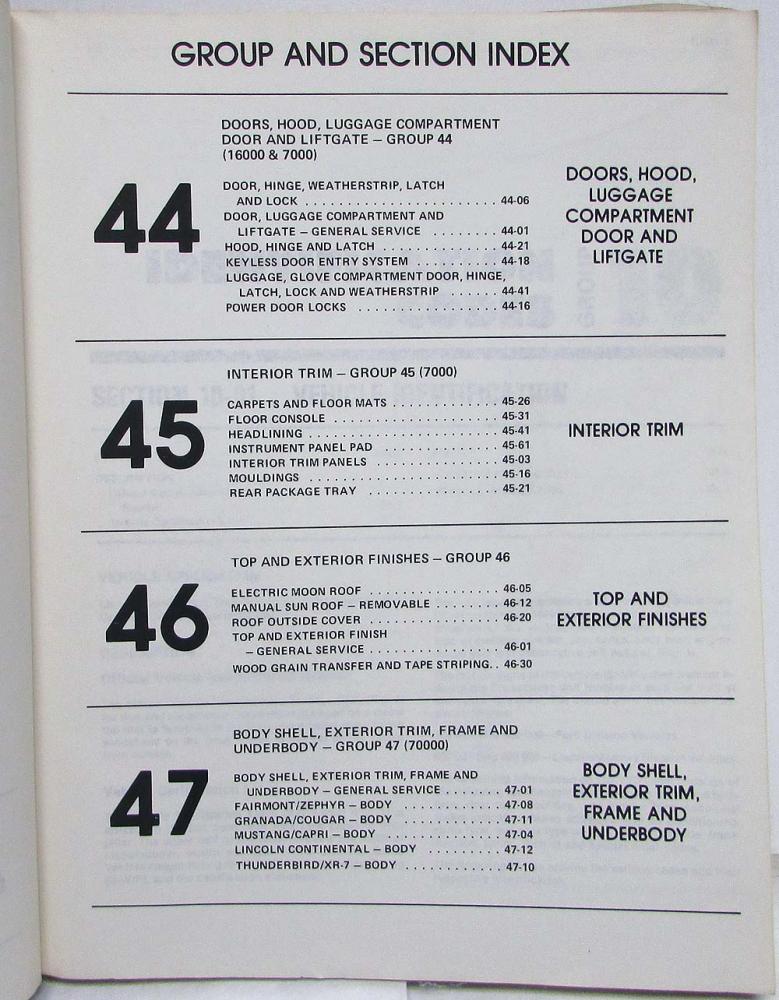 GROUP AND SECTION INDEX
44
DOORS, HOOD, LUGGAGE COMPARTMENT
DOOR AND LIFTGATE – GROUP 44
(16000 & 7000)
DOOR, HINGE, WEATHERSTRIP, LATCH
AND LOCK . . . . . . . . . . . . . . . . . . . . . . . . 44-06
DOOR, LUGGAGE COMPARTMENT AND
LIFTGATE – GENERAL SERVICE . . . . . . . . 44-01
HOOD, HINGE AND LATCH . . . . . . . . . . . . . . 44-21
KEYLESS DOOR ENTRY SYSTEM . . . . . . . . . . 44-18
LUGGAGE, GLOVE COMPARTMENT DOOR, HINGE,
LATCH, LOCK AND WEATHERSTRIP . . . . . . 44-41
POWER DOOR LOCKS . . . . . . . . . . . . . . . . . 44-16
DOORS, HOOD,
LUGGAGE
COMPARTMENT
DOOR AND
LIFTGATE
45
INTERIOR TRIM – GROUP 45 (7000)
CARPETS AND FLOOR MATS . . . . . . . . . . . . . 45-26
FLOOR CONSOLE . . . . . . . . . . . . . . . . . . . . 45-31
HEADLINING . . . . . . . . . . . . . . . . . . . . . . . 45-41
INSTRUMENT PANEL PAD . . . . . . . . . . . . . . 45-61
INTERIOR TRIM PANELS . . . . . . . . . . . . . . . 45-03
MOULDINGS . . . . . . . . . . . . . . . . . . . . . . . 45-16
REAR PACKAGE TRAY . . . . . . . . . . . . . . . . 45-21
INTERIOR TRIM
46
TOP AND EXTERIOR FINISHES – GROUP 46
ELECTRIC MOON ROOF . . . . . . . . . . . . . . . . 46-05
MANUAL SUN ROOF – REMOVABLE . . . . . . . . 46-12
ROOF OUTSIDE COVER . . . . . . . . . . . . . . . . 46-20
TOP AND EXTERIOR FINISH
– GENERAL SERVICE . . . . . . . . . . . . . . . . 46-01
WOOD GRAIN TRANSFER AND TAPE STRIPING. . 46-30
TOP AND
EXTERIOR FINISHES
47
BODY SHELL, EXTERIOR TRIM, FRAME AND
UNDERBODY – GROUP 47 (70000)
BODY SHELL, EXTERIOR TRIM, FRAME AND
UNDERBODY – GENERAL SERVICE . . . . . . . 47-01
FAIRMONT/ZEPHYR – BODY . . . . . . . . . . . . 47-08
GRANADA/COUGAR – BODY . . . . . . . . . . . . 47-11
MUSTANG/CAPRI – BODY . . . . . . . . . . . . . . 47-04
LINCOLN CONTINENTAL – BODY . . . . . . . . . 47-12
THUNDERBIRD/XR-7 – BODY . . . . . . . . . . . . 47-10
BODY SHELL,
EXTERIOR TRIM,
FRAME AND
UNDERBODY